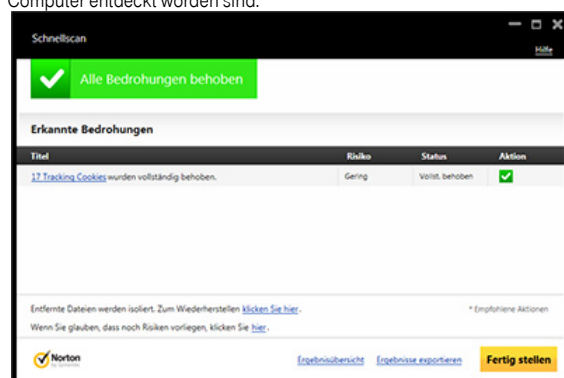 Computer entdeckt worden sind.
Schnellscan
Hilfe
Alle Bedrohungen behoben
Erkannte Bedrohungen
Titel Risiko Status Aktion
17 Tracking Cookies wurden vollständig behoben. Gering Vollst. behoben
Entfernte Dateien werden isoliert. Zum Wiederherstellen klicken Sie hier. * Empfohlene Aktionen
Wenn Sie glauben, dass noch Risiken vorliegen, klicken Sie hier.
Norton
by Symantec
Ergebnisübersicht Ergebnisse exportieren Fertig stellen